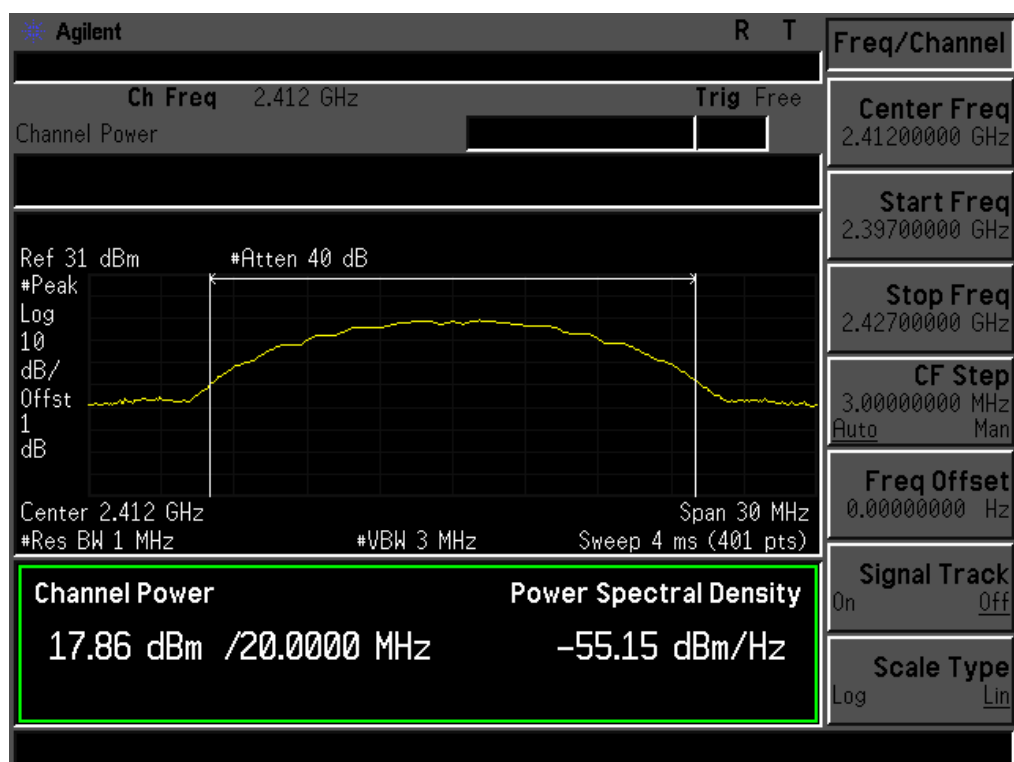 Agilent R T
Ch Freq 2.412 GHz Trig Free
Channel Power
Ref 31 dBm #Atten 40 dB
#Peak
Log
10
dB/
Offst
1
dB
Center 2.412 GHz Span 30 MHz
#Res BW 1 MHz #VBW 3 MHz Sweep 4 ms (401 pts)
Channel Power Power Spectral Density
17.86 dBm /20.0000 MHz -55.15 dBm/Hz
Freq/Channel
Center Freq
2.41200000 GHz
Start Freq
2.39700000 GHz
Stop Freq
2.42700000 GHz
CF Step
3.00000000 MHz
Auto Man
Freq Offset
0.00000000 Hz
Signal Track
On Off
Scale Type
Log Lin